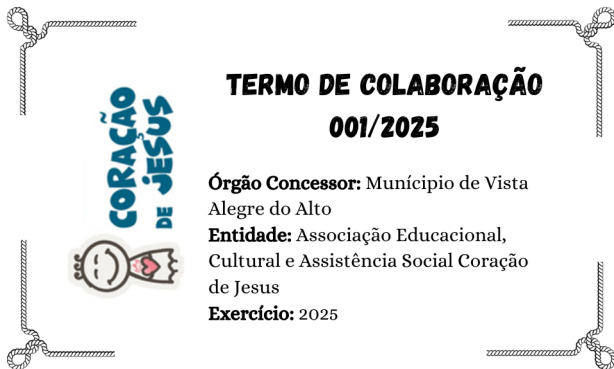 CORAÇÃO
DE JESUS
TERMO DE COLABORAÇÃO
001/2025
Órgão Concessor: Munícipio de Vista
Alegre do Alto
Entidade: Associação Educacional,
Cultural e Assistência Social Coração
de Jesus
Exercício: 2025